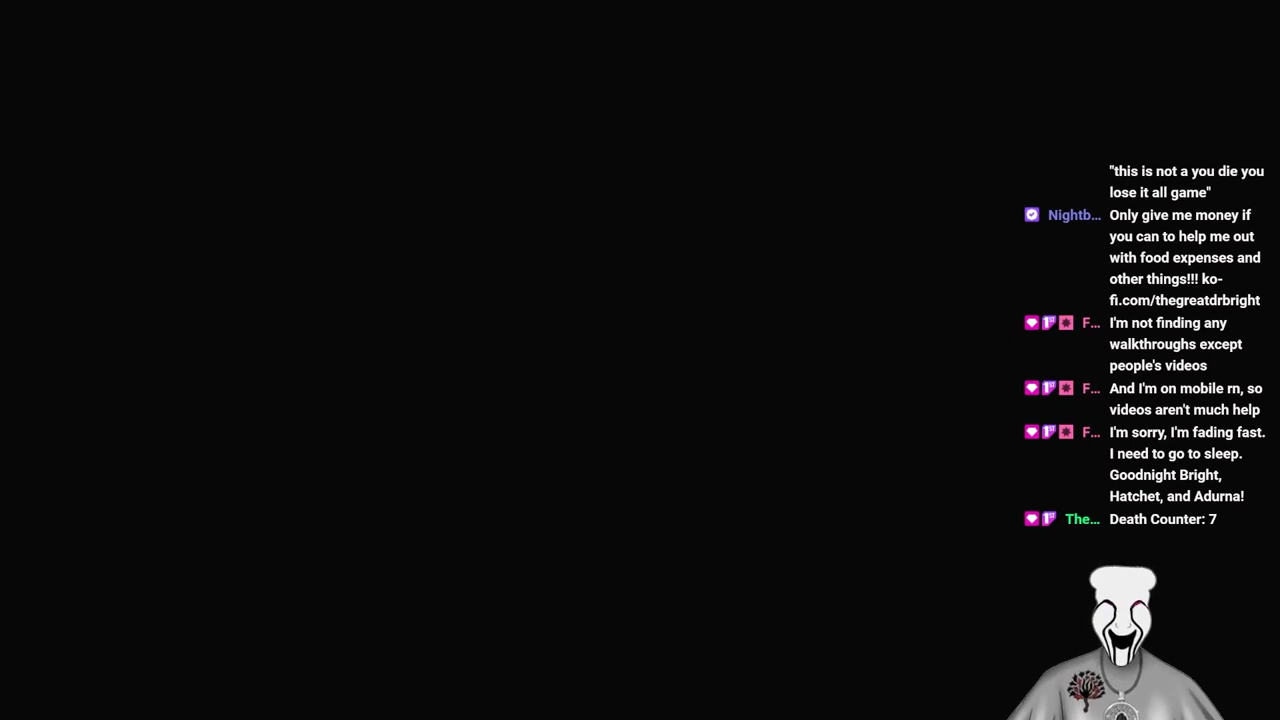 "this is not a you die you
lose it all game"
Nightb... Only give me money if
you can to help me out
with food expenses and
other things!!! ko-
fi.com/thegreatdrbright
F... I'm not finding any
walkthroughs except
people's videos
F... And I'm on mobile rn, so
videos aren't much help
F... I'm sorry, I'm fading fast.
I need to go to sleep.
Goodnight Bright,
Hatchet, and Adurna!
The... Death Counter: 7